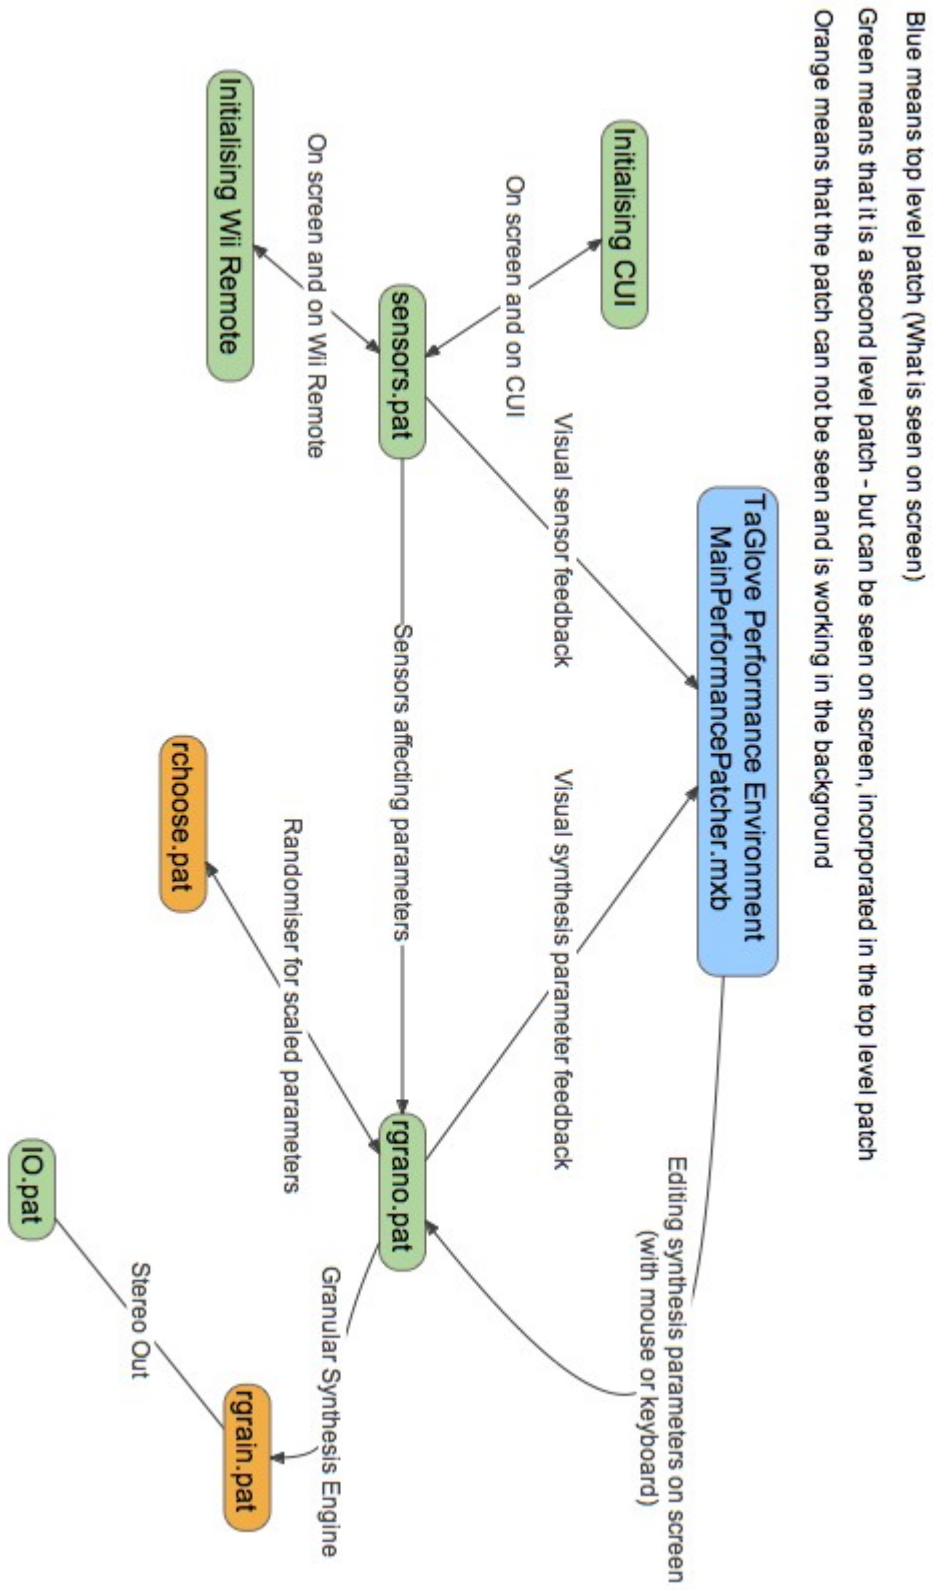 Blue means top level patch (What is seen on screen)
Green means that it is a second level patch - but can be seen on screen, incorporated in the top level patch
Orange means that the patch can not be seen and is working in the background
TaGlove Performance Environment
MainPerformancePatcher.mxb
Editing synthesis parameters on screen
(with mouse or keyboard)
Initialising CUI
On screen and on CUI
Visual sensor feedback
Visual synthesis parameter feedback
sensors.pat
Sensors affecting parameters
rgrano.pat
On screen and on Wii Remote
Initialising Wii Remote
Randomiser for scaled parameters
Granular Synthesis Engine
rchoose.pat
rgrain.pat
Stereo Out
IO.pat